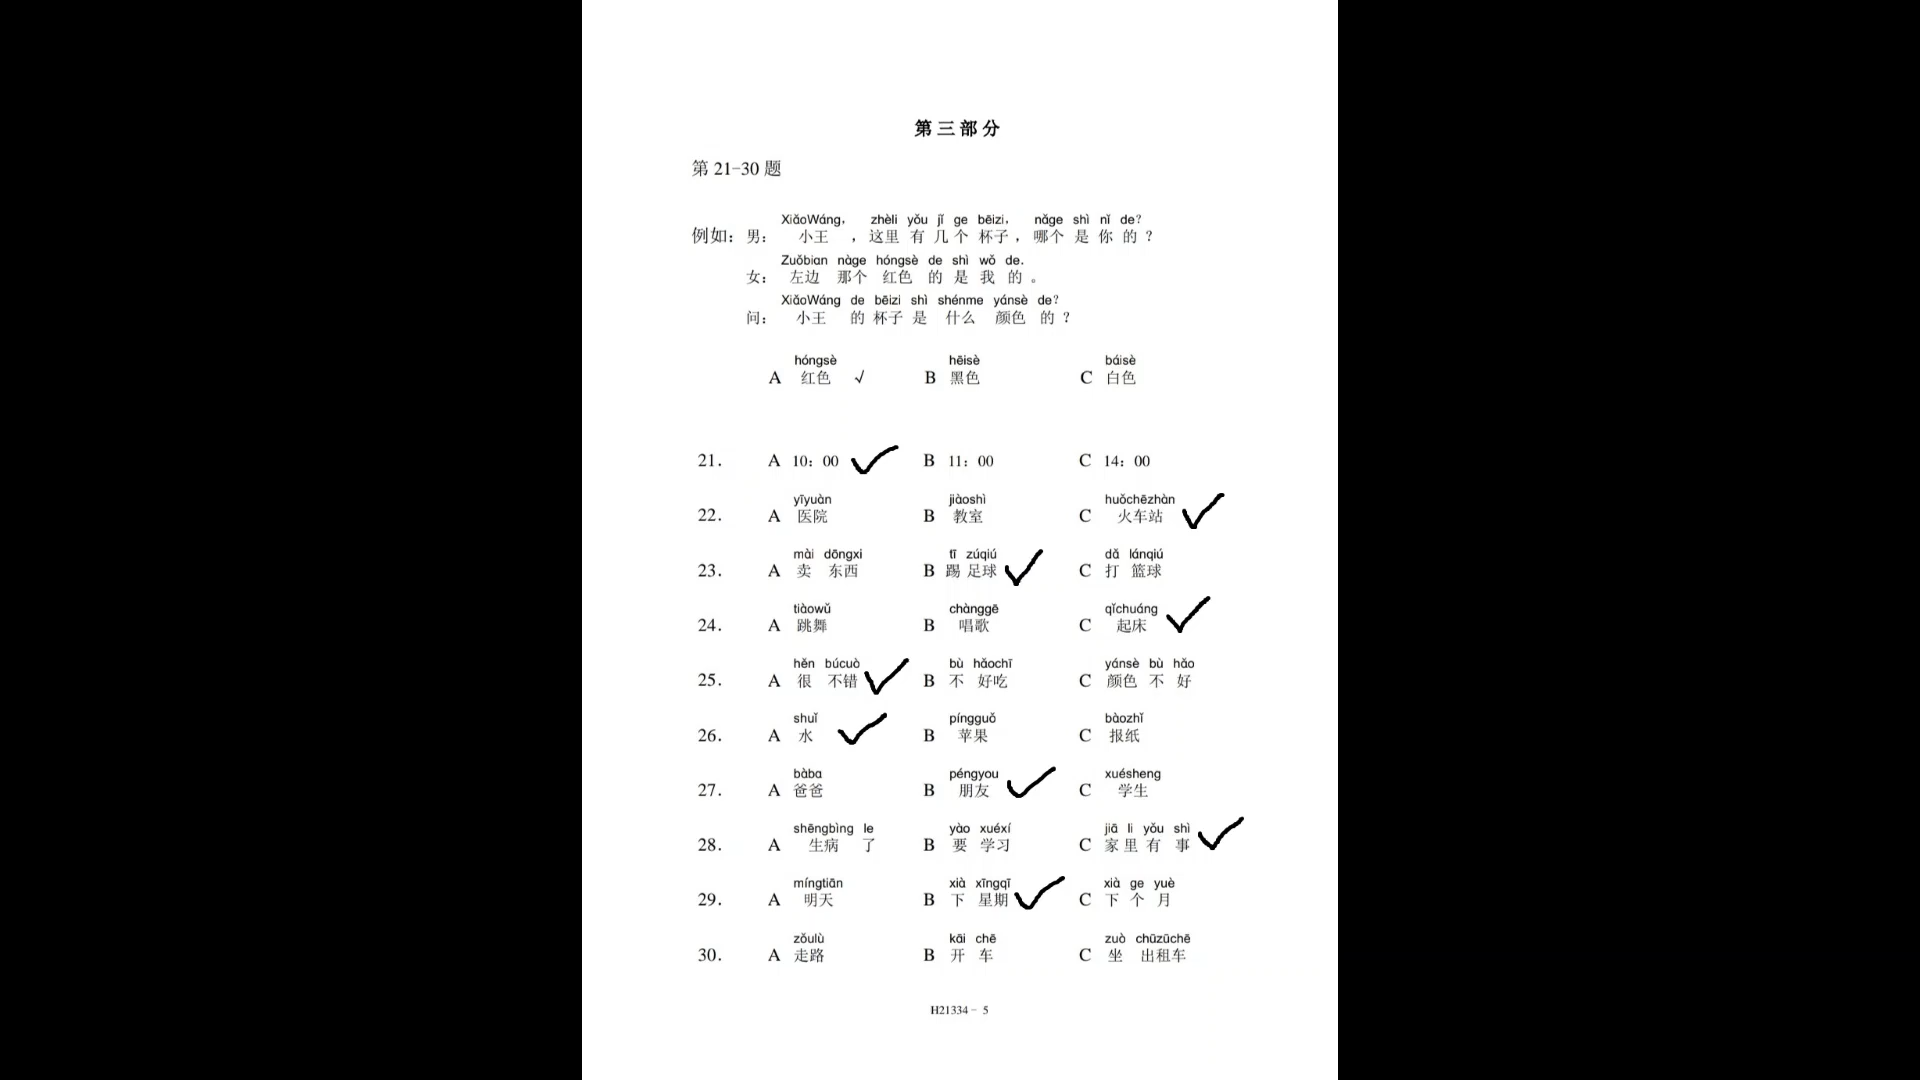 第三部分
第 21-30 题
XiǎoWáng, zhèli yǒu jǐ ge bēizi, nǎge shì nǐ de?
例如: 男: 小王 , 这里 有 几 个 杯子 , 哪个 是 你 的 ?
Zuǒbian nàge hóngsè de shì wǒ de.
女: 左边 那个 红色 的 是 我 的 。
XiǎoWáng de bēizi shì shénme yánsè de?
问: 小王 的 杯子 是 什么 颜色 的 ?
hóngsè hēisè báisè
A 红色 √ B 黑色 C 白色
21. A 10: 00 B 11: 00 C 14: 00
yīyuàn jiàoshì huǒchēzhàn
22. A 医院 B 教室 C 火车站
mài dōngxi tī zúqiú dǎ lánqiú
23. A 卖 东西 B 踢 足球 C 打 篮球
tiàowǔ chànggē qǐchuáng
24. A 跳舞 B 唱歌 C 起床
hěn búcuò bù hǎochī yánsè bù hǎo
25. A 很 不错 B 不 好吃 C 颜色 不 好
shuǐ píngguǒ bàozhǐ
26. A 水 B 苹果 C 报纸
bàba péngyou xuésheng
27. A 爸爸 B 朋友 C 学生
shēngbìng le yào xuéxí jiā li yǒu shì
28. A 生病 了 B 要 学习 C 家 里 有 事
míngtiān xià xīngqī xià ge yuè
29. A 明天 B 下 星期 C 下 个 月
zǒulù kāi chē zuò chūzūchē
30. A 走路 B 开 车 C 坐 出租车
H21334 - 5